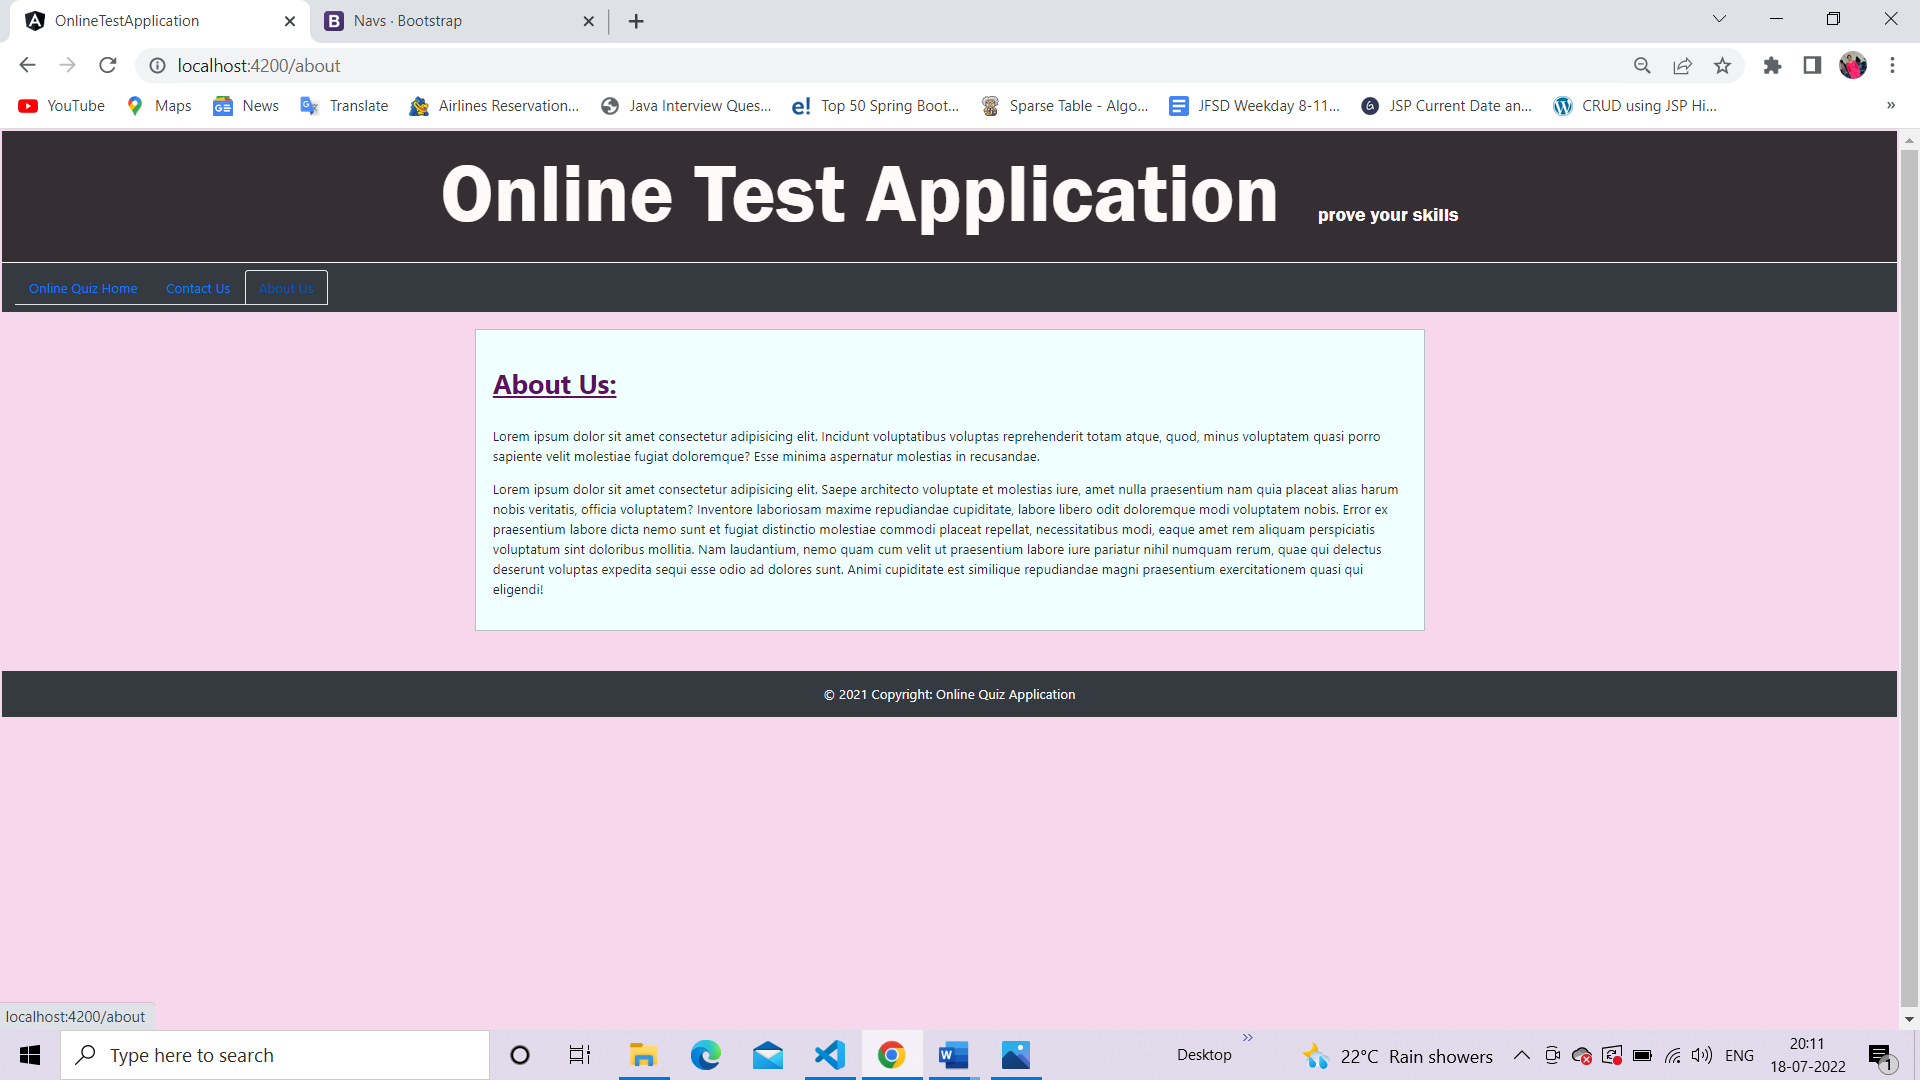 OnlineTestApplication
Navs · Bootstrap
localhost:4200/about
YouTube
Maps
News
Translate
Airlines Reservation...
Java Interview Ques...
Top 50 Spring Boot...
Sparse Table - Algo...
JFSD Weekday 8-11...
JSP Current Date an...
CRUD using JSP Hi...
»
Online Test Application prove your skills
Online Quiz Home
Contact Us
About Us
About Us:
Lorem ipsum dolor sit amet consectetur adipisicing elit. Incidunt voluptatibus voluptas reprehenderit totam atque, quod, minus voluptatem quasi porro
sapiente velit molestiae fugiat doloremque? Esse minima aspernatur molestias in recusandae.
Lorem ipsum dolor sit amet consectetur adipisicing elit. Saepe architecto voluptate et molestias iure, amet nulla praesentium nam quia placeat alias harum
nobis veritatis, officia voluptatem? Inventore laboriosam maxime repudiandae cupiditate, labore libero odit doloremque modi voluptatem nobis. Error ex
praesentium labore dicta nemo sunt et fugiat distinctio molestiae commodi placeat repellat, necessitatibus modi, eaque amet rem aliquam perspiciatis
voluptatum sint doloribus mollitia. Nam laudantium, nemo quam cum velit ut praesentium labore iure pariatur nihil numquam rerum, quae qui delectus
deserunt voluptas expedita sequi esse odio ad dolores sunt. Animi cupiditate est similique repudiandae magni praesentium exercitationem quasi qui
eligendi!
© 2021 Copyright: Online Quiz Application
localhost:4200/about
Type here to search
Desktop
»
22°C Rain showers
ENG
20:11
18-07-2022
1